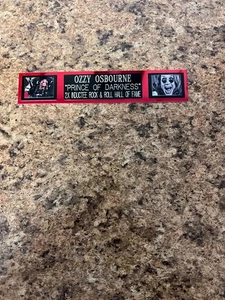 OZZY OSBOURNE
"PRINCE OF DARKNESS"
2X INDUCTEE ROCK & ROLL HALL OF FAME